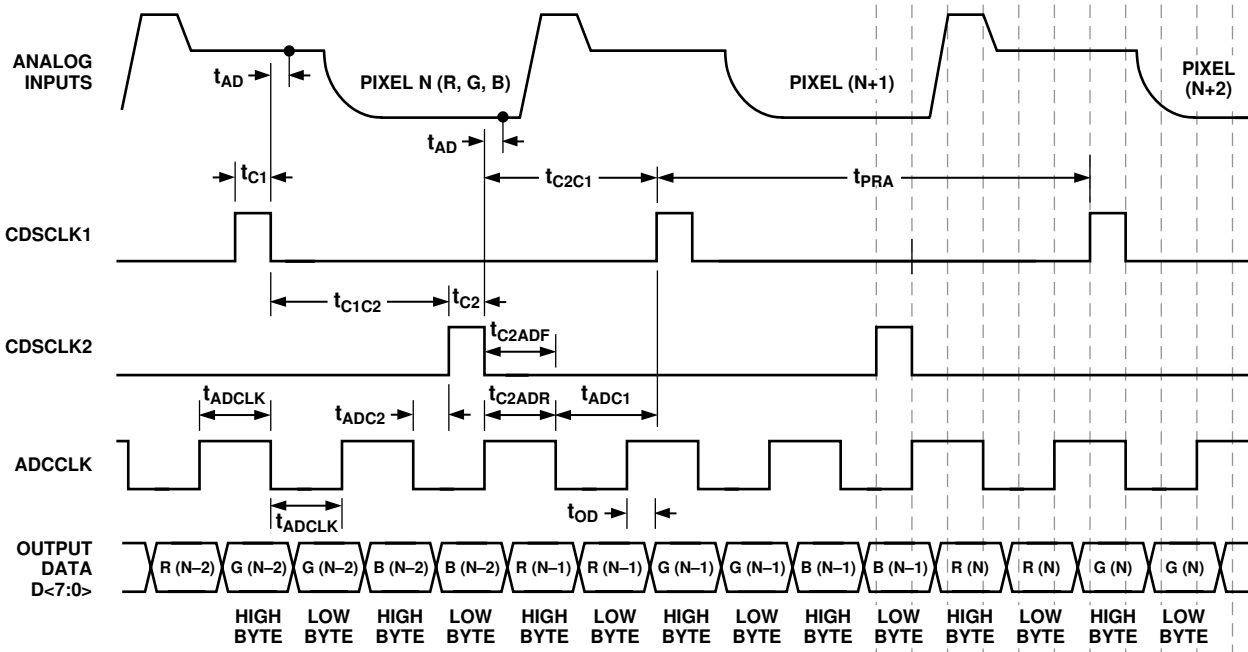 ANALOG
INPUTS
tAD
PIXEL N (R, G, B)
PIXEL (N+1)
PIXEL
(N+2)
tAD
tC1
tC2C1
tPRA
CDSCLK1
tC1C2
tC2
tC2ADF
CDSCLK2
tADCLK
tADC2
tC2ADR
tADC1
ADCCLK
tADCLK
tOD
OUTPUT
DATA
D<7:0>
R (N–2) G (N–2) G (N–2) B (N–2) B (N–2) R (N–1) R (N–1) G (N–1) G (N–1) B (N–1) B (N–1) R (N) R (N) G (N) G (N)
HIGH LOW HIGH LOW HIGH LOW HIGH LOW HIGH LOW HIGH LOW HIGH LOW
BYTE BYTE BYTE BYTE BYTE BYTE BYTE BYTE BYTE BYTE BYTE BYTE BYTE BYTE